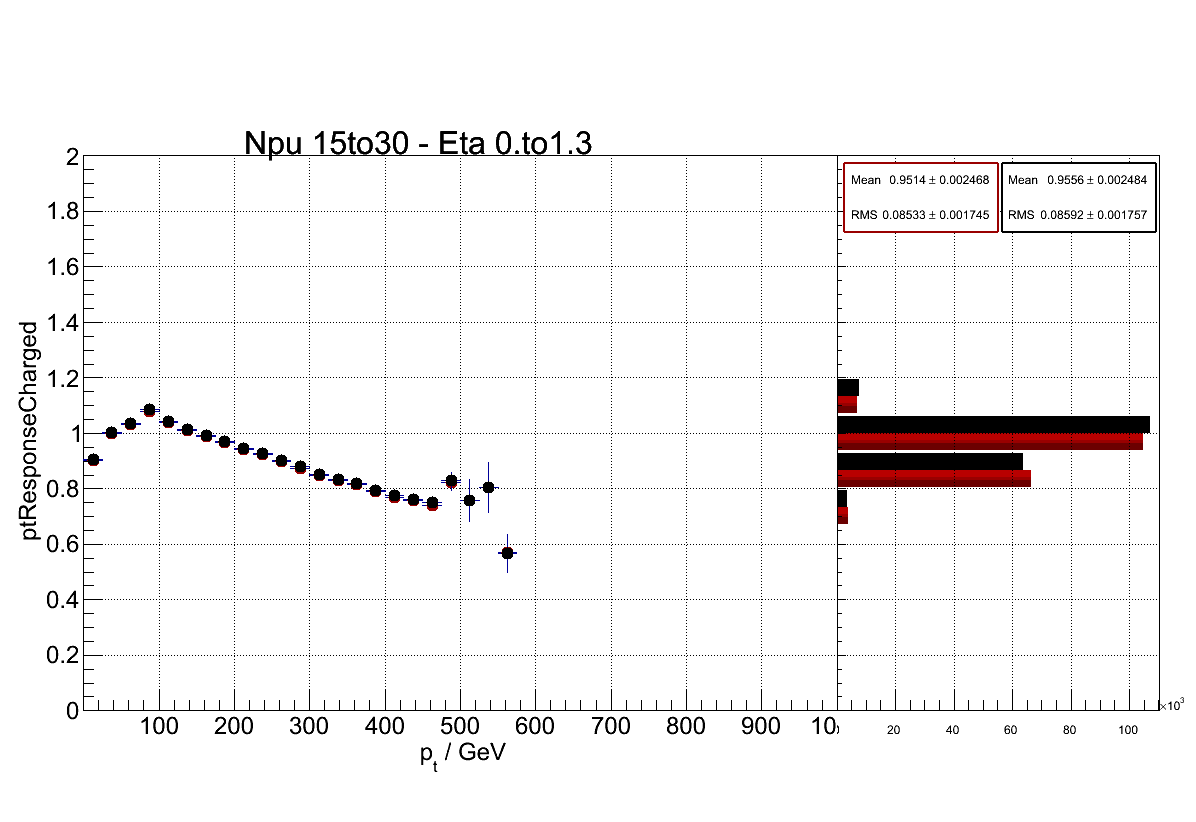 Npu 15to30 - Eta 0.to1.3
ptResponseCharged
2
1.8
1.6
1.4
1.2
1
0.8
0.6
0.4
0.2
0
100 200 300 400 500 600 700 800 900 10
p_t / GeV
Mean 0.9514 ± 0.002468
RMS 0.08533 ± 0.001745
Mean 0.9556 ± 0.002484
RMS 0.08592 ± 0.001757
20 40 60 80 100
×10³